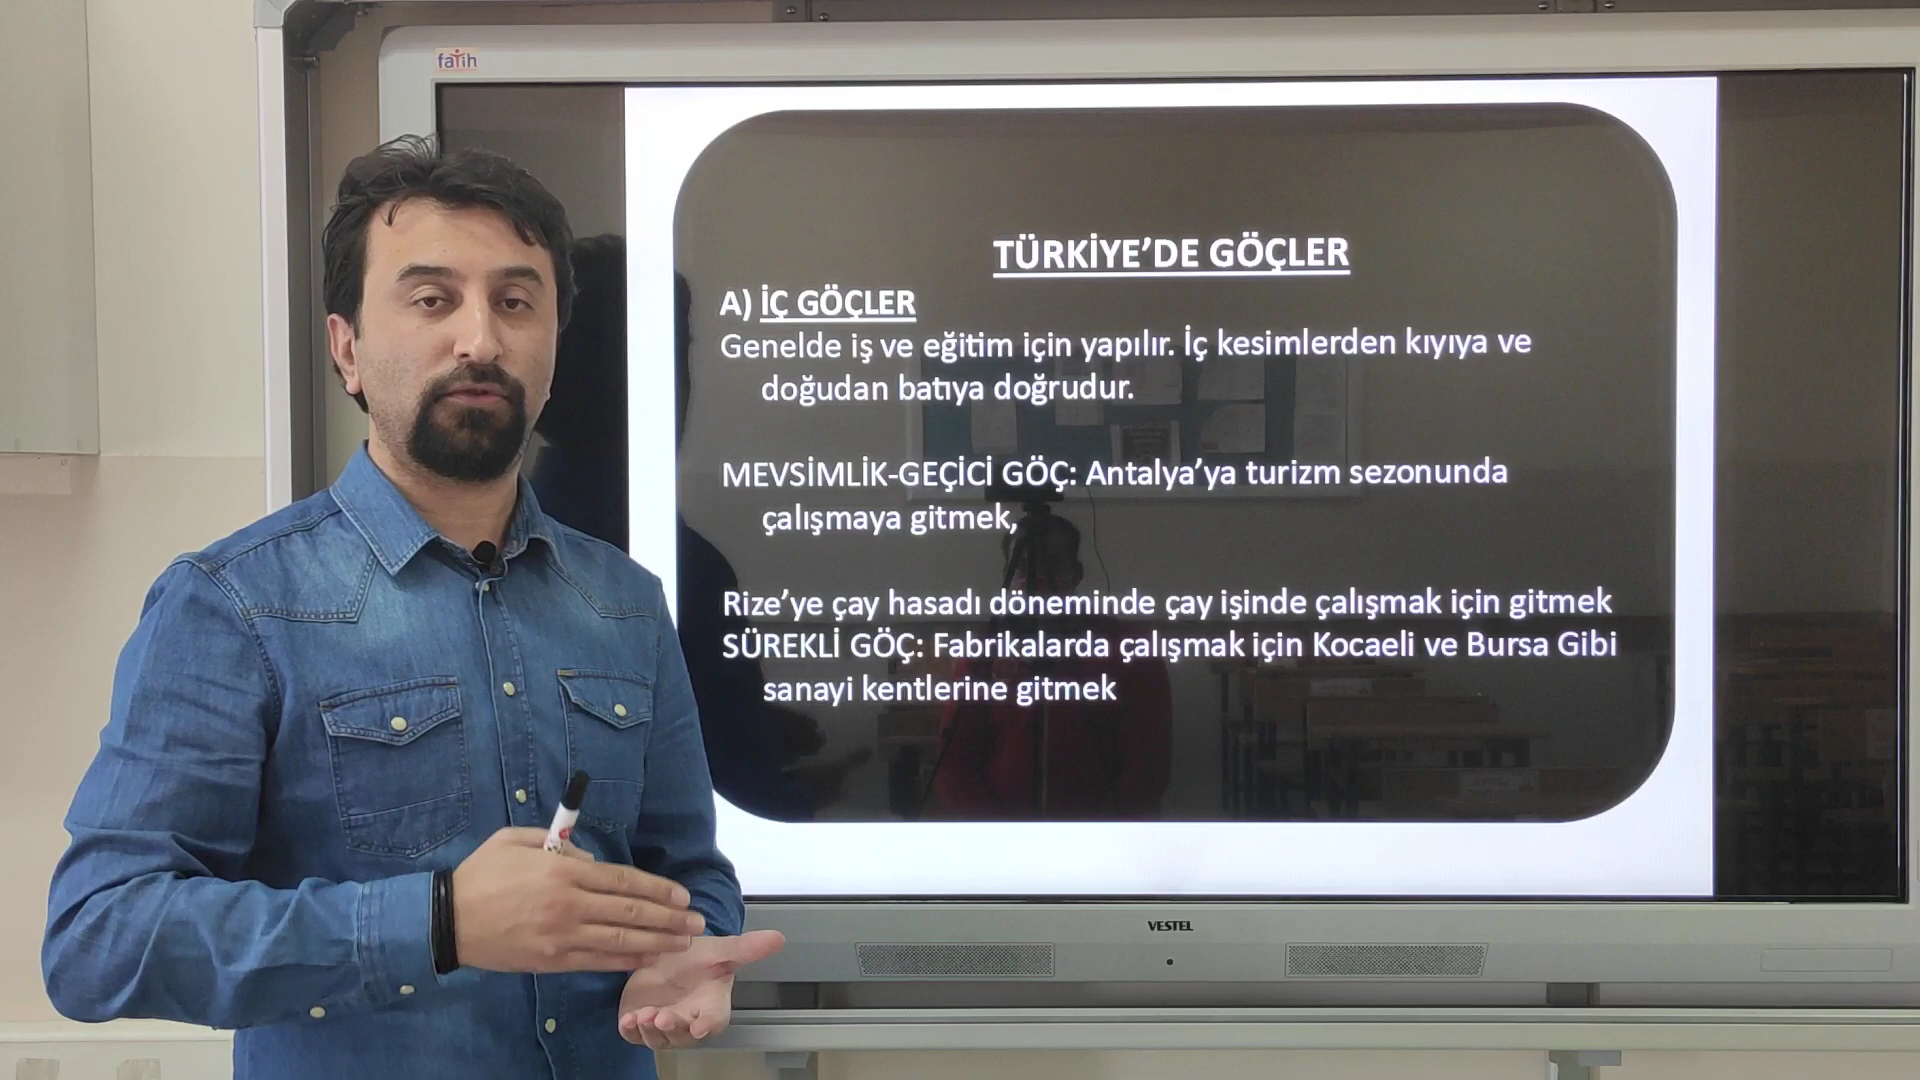 fatih
TÜRKİYE’DE GÖÇLER
A) İÇ GÖÇLER
Genelde iş ve eğitim için yapılır. İç kesimlerden kıyıya ve
doğudan batıya doğrudur.
MEVSİMLİK-GEÇİCİ GÖÇ: Antalya’ya turizm sezonunda
çalışmaya gitmek,
Rize’ye çay hasadı döneminde çay işinde çalışmak için gitmek
SÜREKLİ GÖÇ: Fabrikalarda çalışmak için Kocaeli ve Bursa Gibi
sanayi kentlerine gitmek
VESTEL